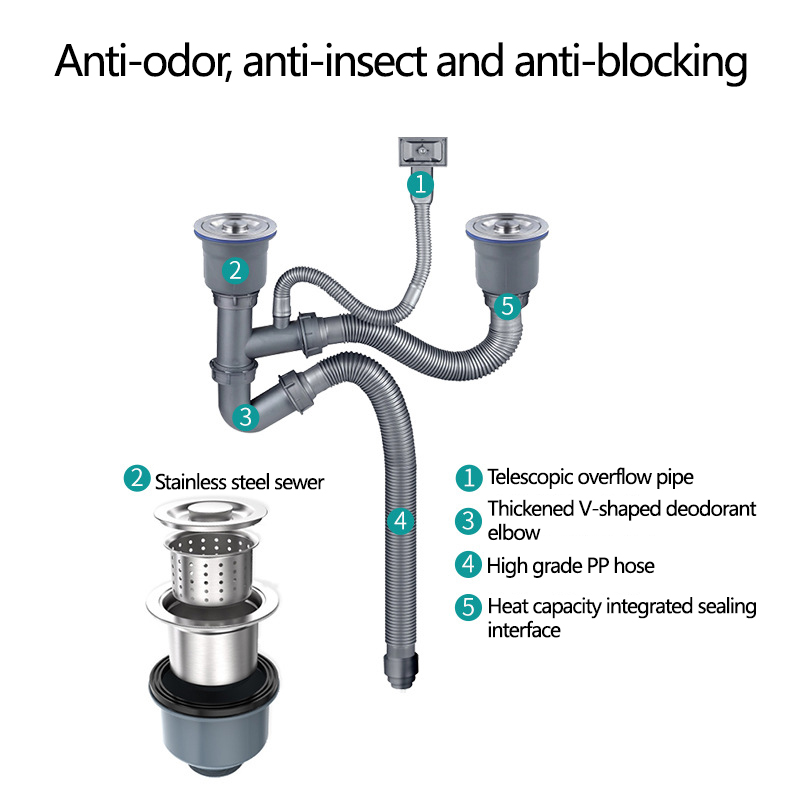 Anti-odor, anti-insect and anti-blocking
1
2
5
3
4
2 Stainless steel sewer
1 Telescopic overflow pipe
3 Thickened V-shaped deodorant
elbow
4 High grade PP hose
5 Heat capacity integrated sealing
interface